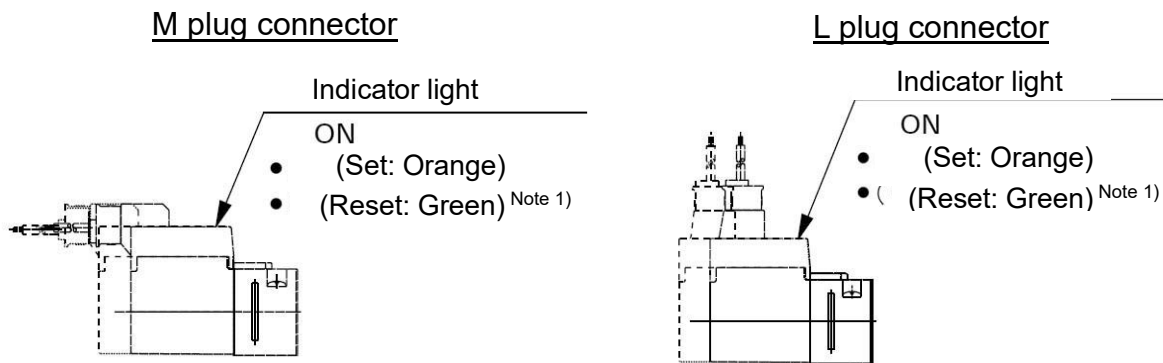 M plug connector
Indicator light
ON
• (Set: Orange)
• (Reset: Green) Note 1)
L plug connector
Indicator light
ON
• (Set: Orange)
• ( (Reset: Green) Note 1)